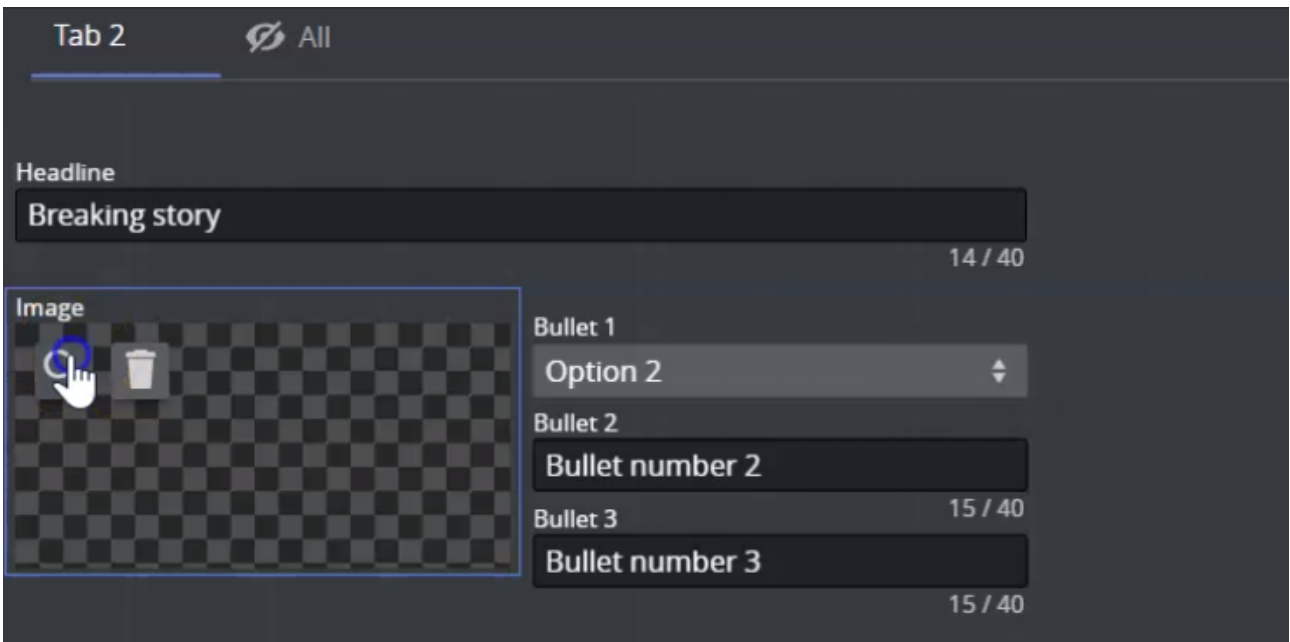 Tab 2
All
Headline
Breaking story
14 / 40
Image
Bullet 1
Option 2
Bullet 2
Bullet number 2
15 / 40
Bullet 3
Bullet number 3
15 / 40